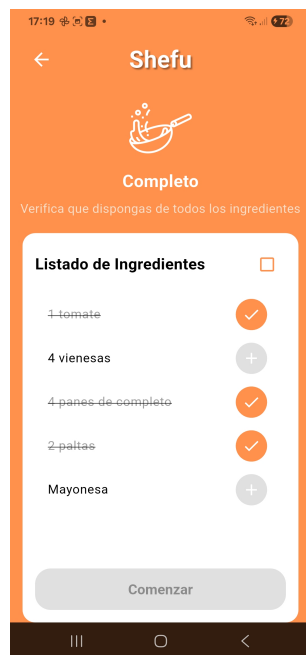 17:19
72
Shefu
Completo
Verifica que dispongas de todos los ingredientes
Listado de Ingredientes
1 tomate
4 vienesas
4 panes de completo
2 paltas
Mayonesa
Comenzar